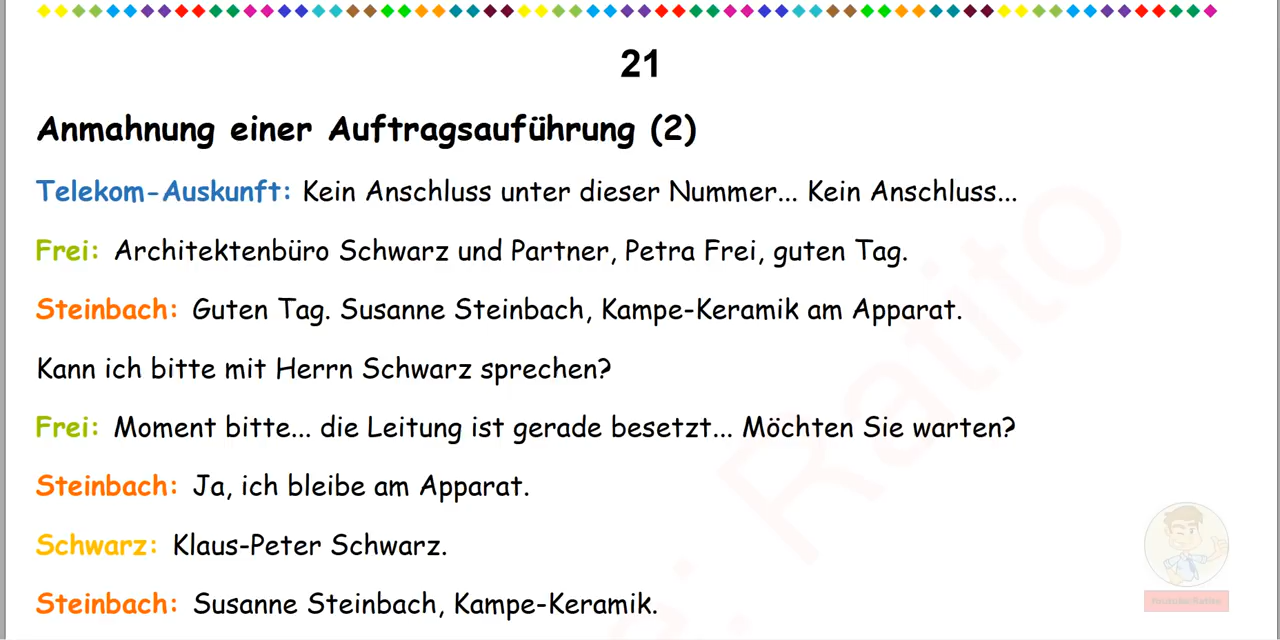 21
Anmahnung einer Auftragsauführung (2)
Telekom-Auskunft: Kein Anschluss unter dieser Nummer... Kein Anschluss...
Frei: Architektenbüro Schwarz und Partner, Petra Frei, guten Tag.
Steinbach: Guten Tag. Susanne Steinbach, Kampe-Keramik am Apparat.
Kann ich bitte mit Herrn Schwarz sprechen?
Frei: Moment bitte... die Leitung ist gerade besetzt... Möchten Sie warten?
Steinbach: Ja, ich bleibe am Apparat.
Schwarz: Klaus-Peter Schwarz.
Steinbach: Susanne Steinbach, Kampe-Keramik.
Ratito